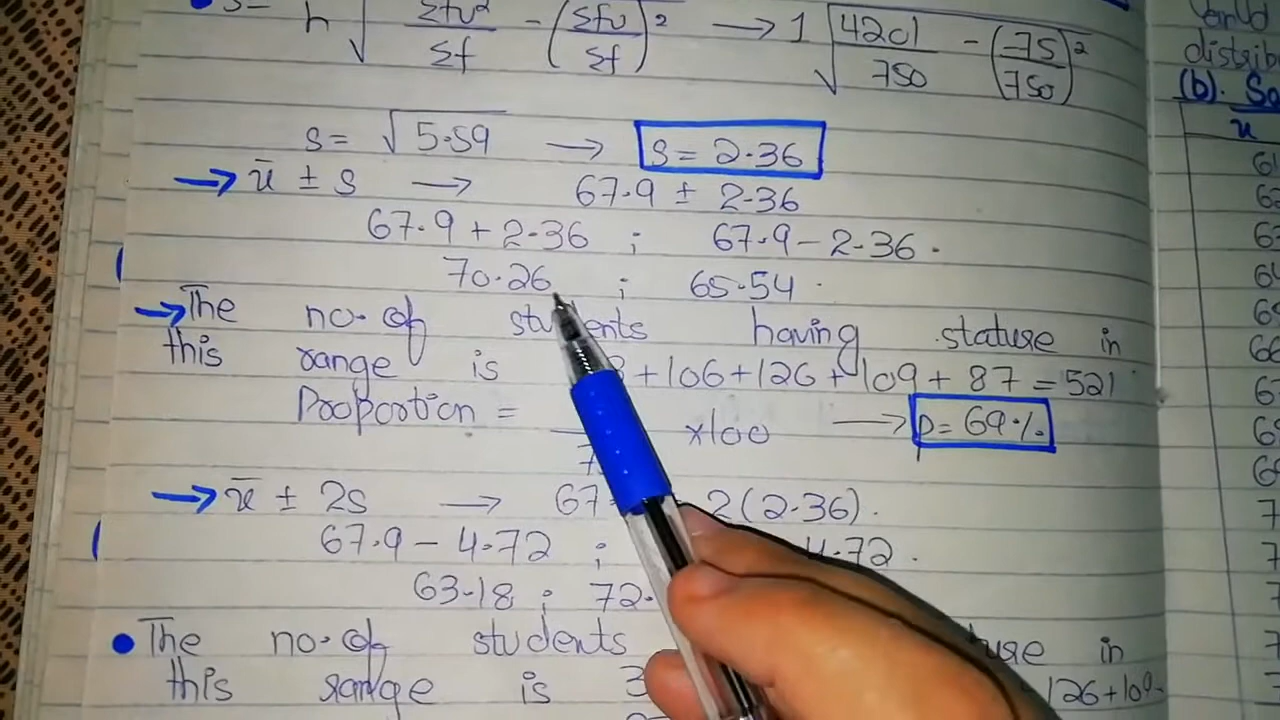 S= h √ Σfu²/Σf - (Σfu/Σf)² → 1 √ 4201/750 - (-75/750)²
S= √5.59 → S= 2.36
→ x̄ ± S → 67.9 ± 2.36
67.9 + 2.36 ; 67.9 - 2.36.
70.26 ; 65.54.
→ The no. of students having stature in
this range is +106+126+109+87 = 521
Proportion = ×100 → p= 69%
→ x̄ ± 2s → 2(2.36).
67.9 - 4.72 ; 4.72.
63.18 ; 72.
• The no. of students in
this range is 126+109
distrib
(b).
x